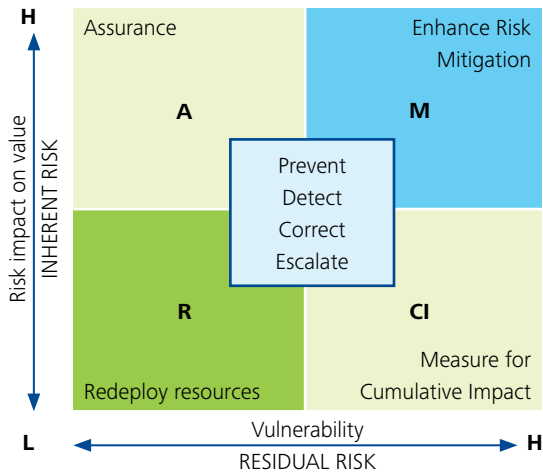 H
Assurance
Enhance Risk
Mitigation
A
M
Risk impact on value
INHERENT RISK
Prevent
Detect
Correct
Escalate
R
CI
Redeploy resources
Measure for
Cumulative Impact
L
Vulnerability
H
RESIDUAL RISK